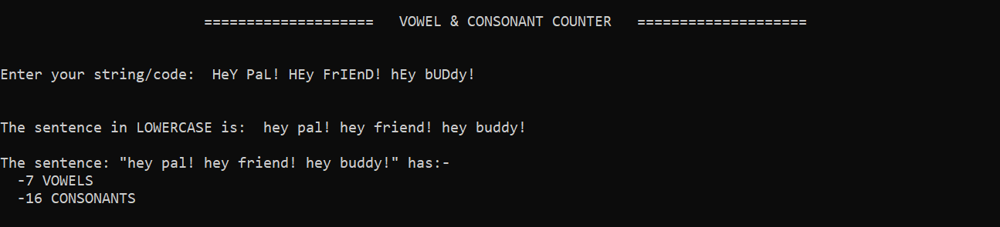 ==================== VOWEL & CONSONANT COUNTER ====================
Enter your string/code:  HeY PaL! HEy FrIEnD! hEy bUDdy!
The sentence in LOWERCASE is:  hey pal! hey friend! hey buddy!
The sentence: "hey pal! hey friend! hey buddy!" has:-
-7 VOWELS
-16 CONSONANTS